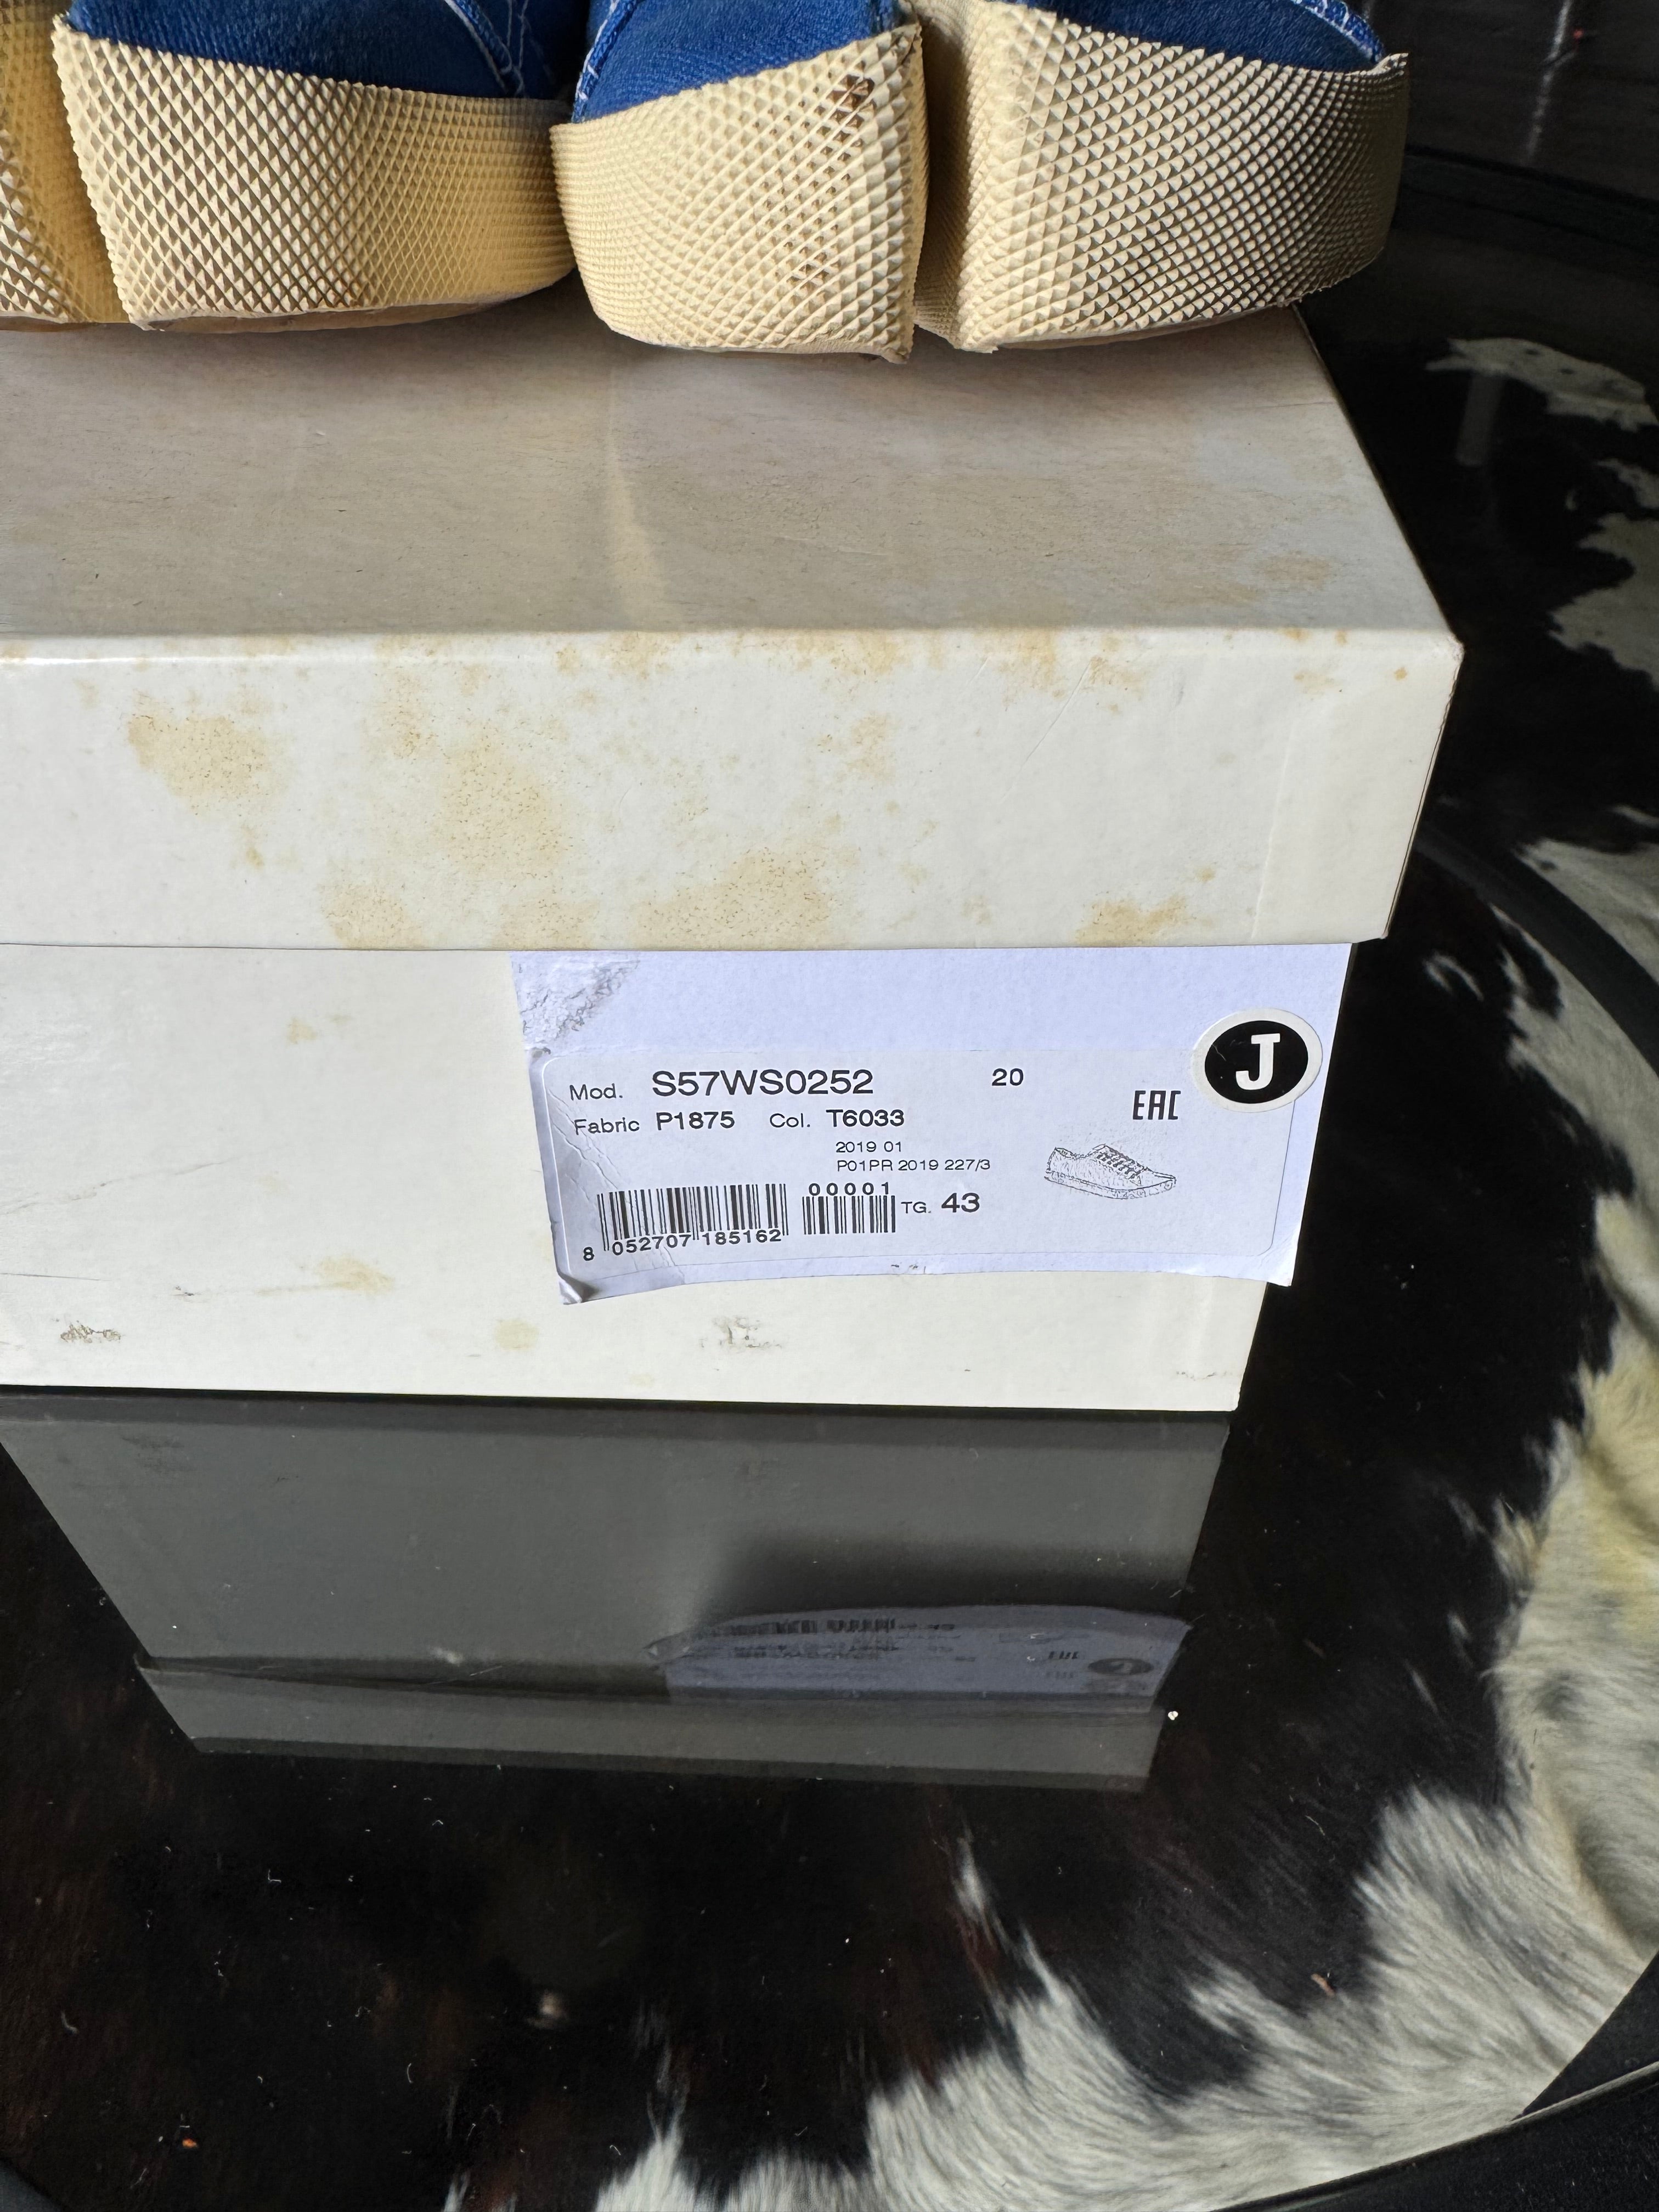 J
Mod. S57WS0252 20
EAC
Fabric P1875 Col. T6033
2019 01
P01PR 2019 227/3
00001
TG. 43
8 052707 185162